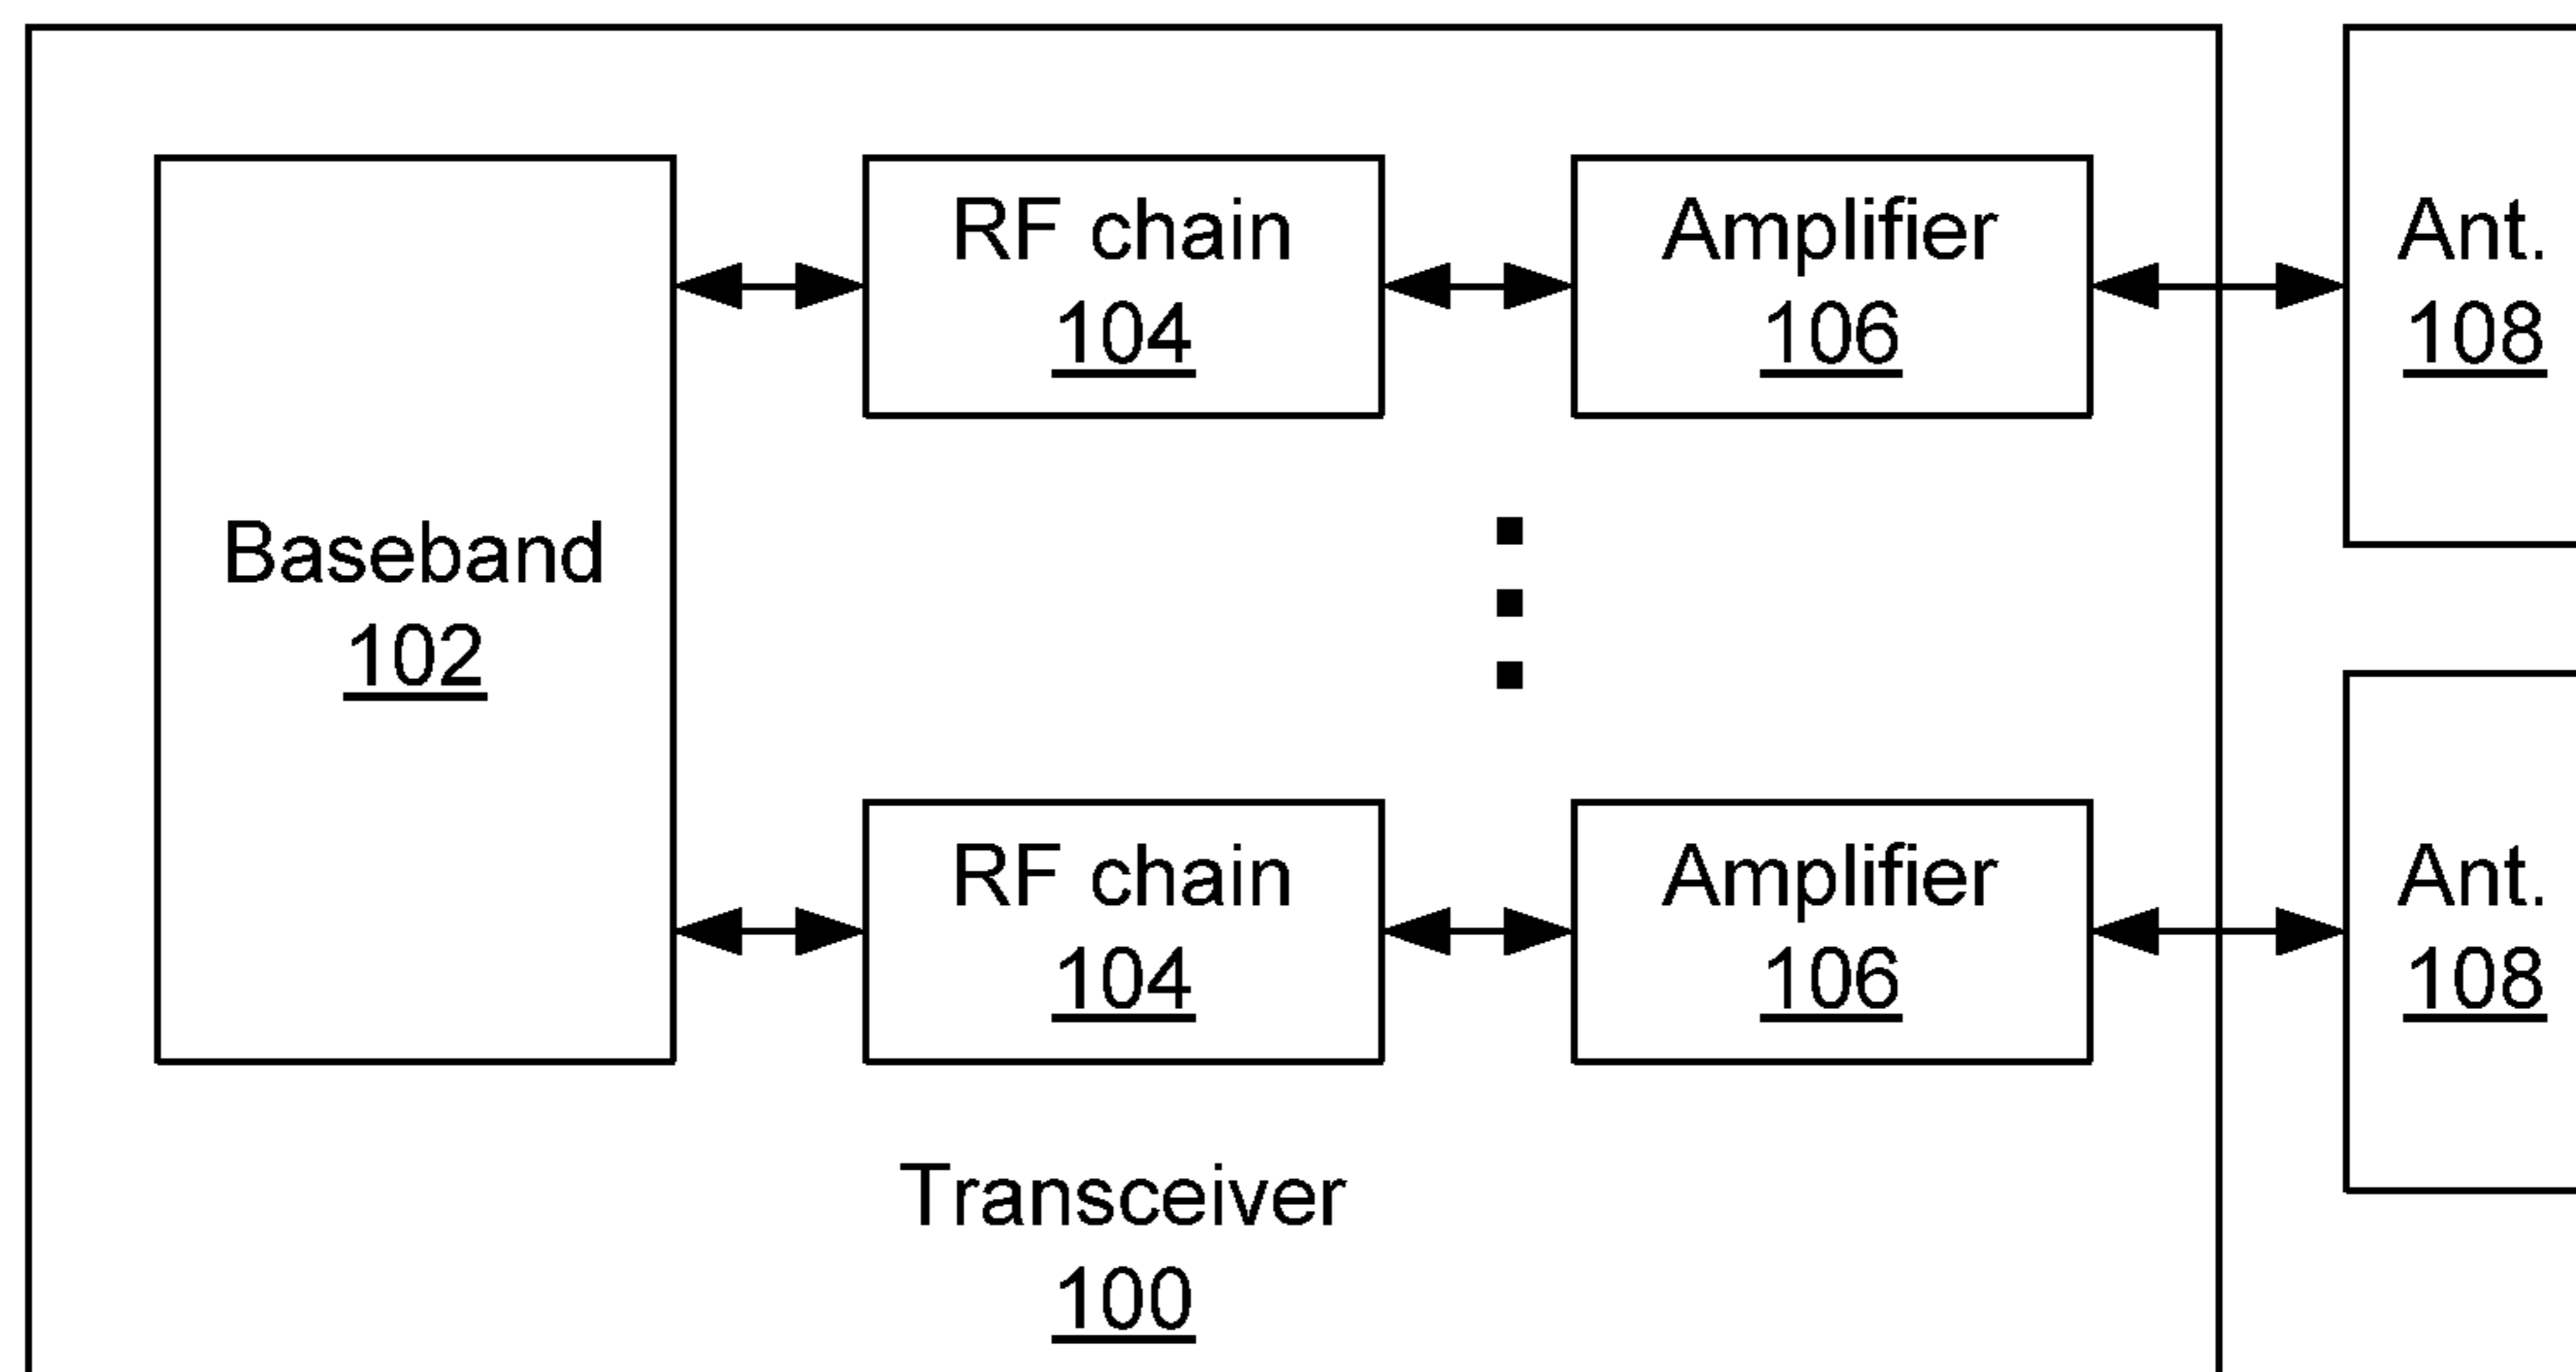 RF chain
104
Amplifier
106
Ant.
108
Baseband
102
RF chain
104
Amplifier
106
Ant.
108
Transceiver
100